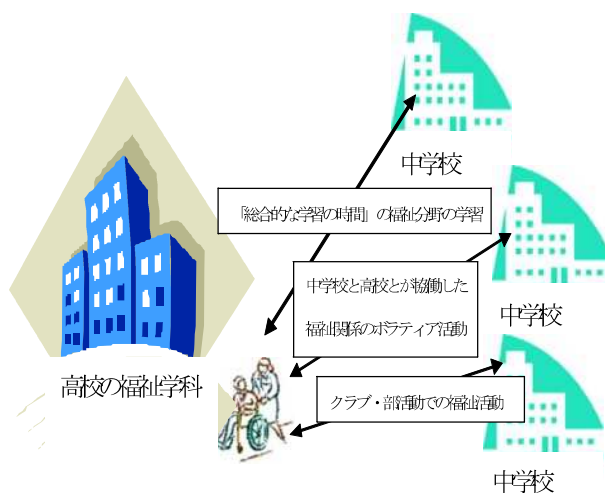 中学校
「総合的な学習の時間」の福祉分野の学習
中学校と高校とが協働した
福祉関係のボラティア活動
中学校
高校の福祉学科
クラブ・部活動での福祉活動
中学校